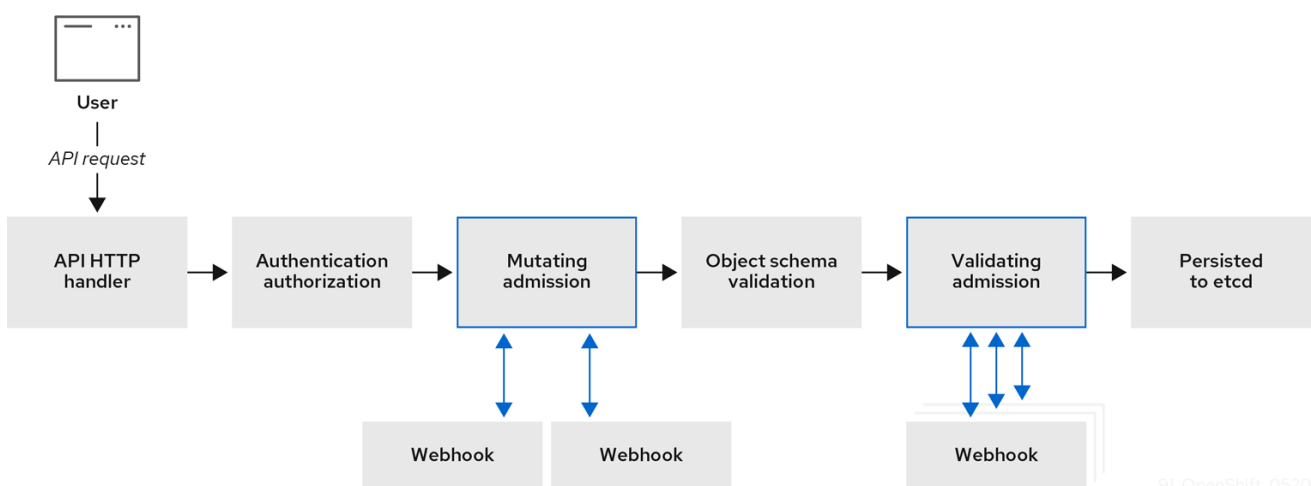 User
API request
API HTTP
handler
Authentication
authorization
Mutating
admission
Object schema
validation
Validating
admission
Persisted
to etcd
Webhook
Webhook
Webhook
91_OpenShift_0520